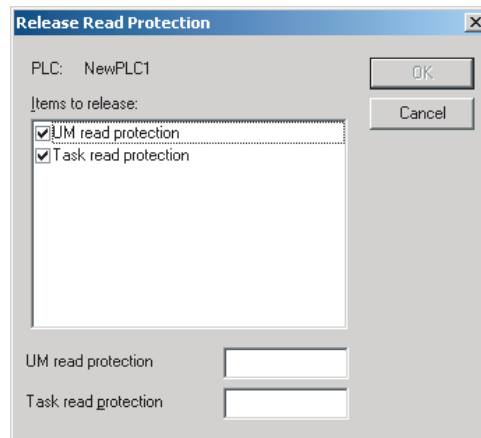 Release Read Protection
PLC: NewPLC1
OK
Items to release:
Cancel
UM read protection
Task read protection
UM read protection
Task read protection